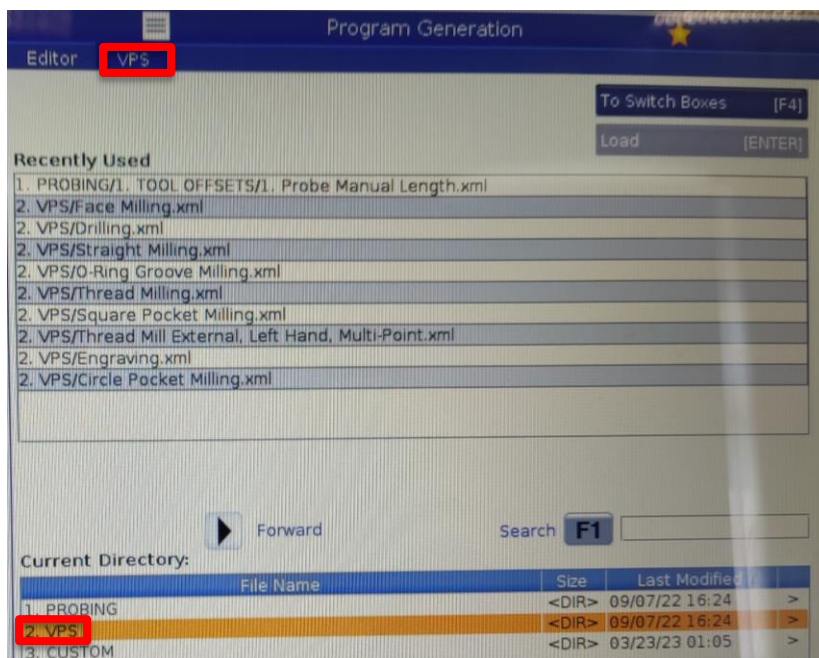 Program Generation
Editor VPS
To Switch Boxes [F4]
Load [ENTER]
Recently Used
1. PROBING/1. TOOL OFFSETS/1. Probe Manual Length.xml
2. VPS/Face Milling.xml
2. VPS/Drilling.xml
2. VPS/Straight Milling.xml
2. VPS/O-Ring Groove Milling.xml
2. VPS/Thread Milling.xml
2. VPS/Square Pocket Milling.xml
2. VPS/Thread Mill External, Left Hand, Multi-Point.xml
2. VPS/Engraving.xml
2. VPS/Circle Pocket Milling.xml
Forward Search F1
Current Directory:
File Name Size Last Modified
1. PROBING <DIR> 09/07/22 16:24 >
2. VPS <DIR> 09/07/22 16:24 >
3. CUSTOM <DIR> 03/23/23 01:05 >